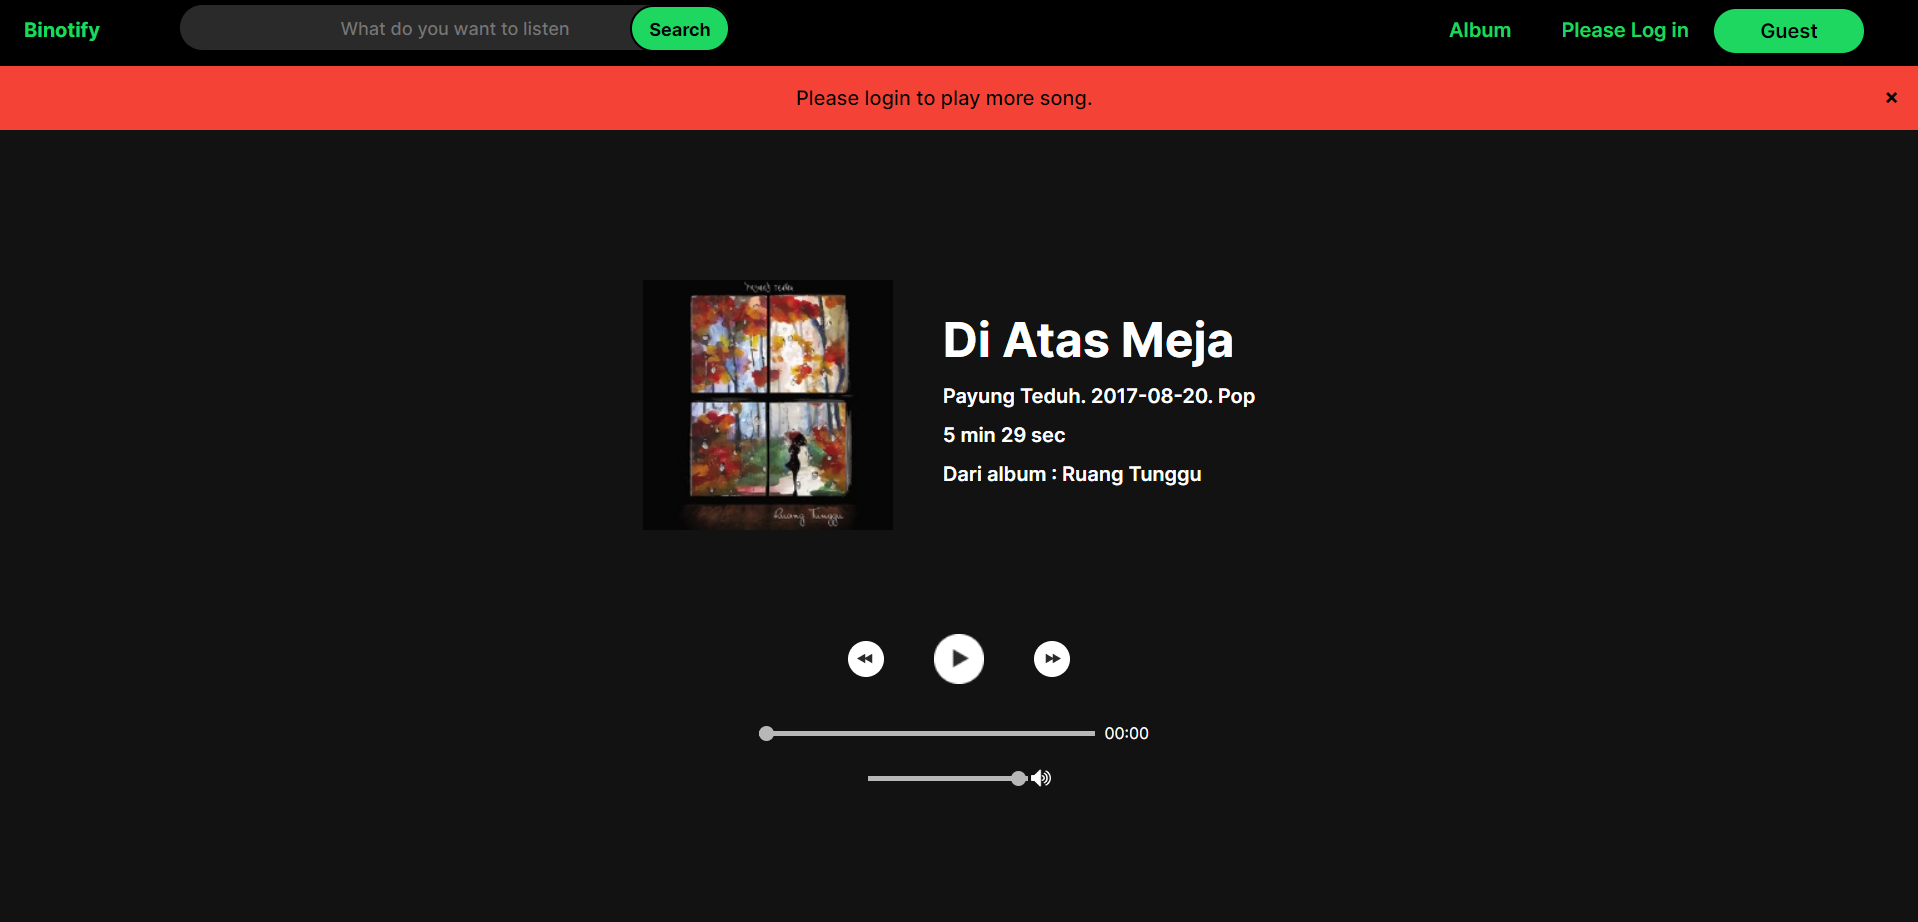 Binotify
What do you want to listen
Search
Album
Please Log in
Guest
Please login to play more song.
×
Payung Teduh
Di Atas Meja
Payung Teduh. 2017-08-20. Pop
5 min 29 sec
Dari album : Ruang Tunggu
Ruang Tunggu
00:00